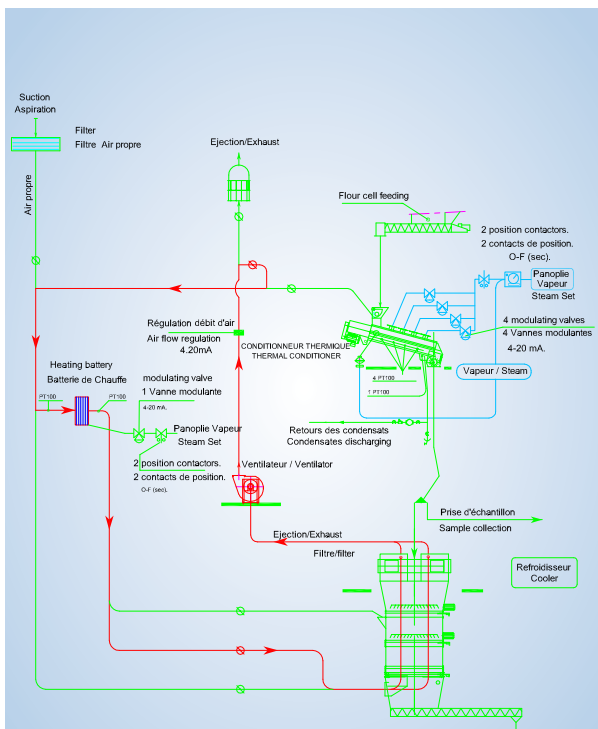 Suction
Aspiration
Filter
Filtre Air propre
Air propre
Ejection/Exhaust
Flour cell feeding
2 position contactors.
2 contacts de position.
O-F (sec).
Panoplie
Vapeur
Steam Set
4 modulating valves
4 Vannes modulantes
4-20 mA.
Régulation débit d'air
Air flow regulation
4.20mA
CONDITIONNEUR THERMIQUE
THERMAL CONDITIONER
Vapeur / Steam
4 PT100
1 PT100
Heating battery
Batterie de Chauffe
PT100
PT100
modulating valve
1 Vanne modulante
4-20 mA.
Panoplie Vapeur
Steam Set
2 position contactors.
2 contacts de position.
O-F (sec).
Retours des condensats
Condensates discharging
Ventilateur / Ventilator
Prise d'échantillon
Sample collection
Ejection/Exhaust
Filtre/filter
Refroidisseur
Cooler